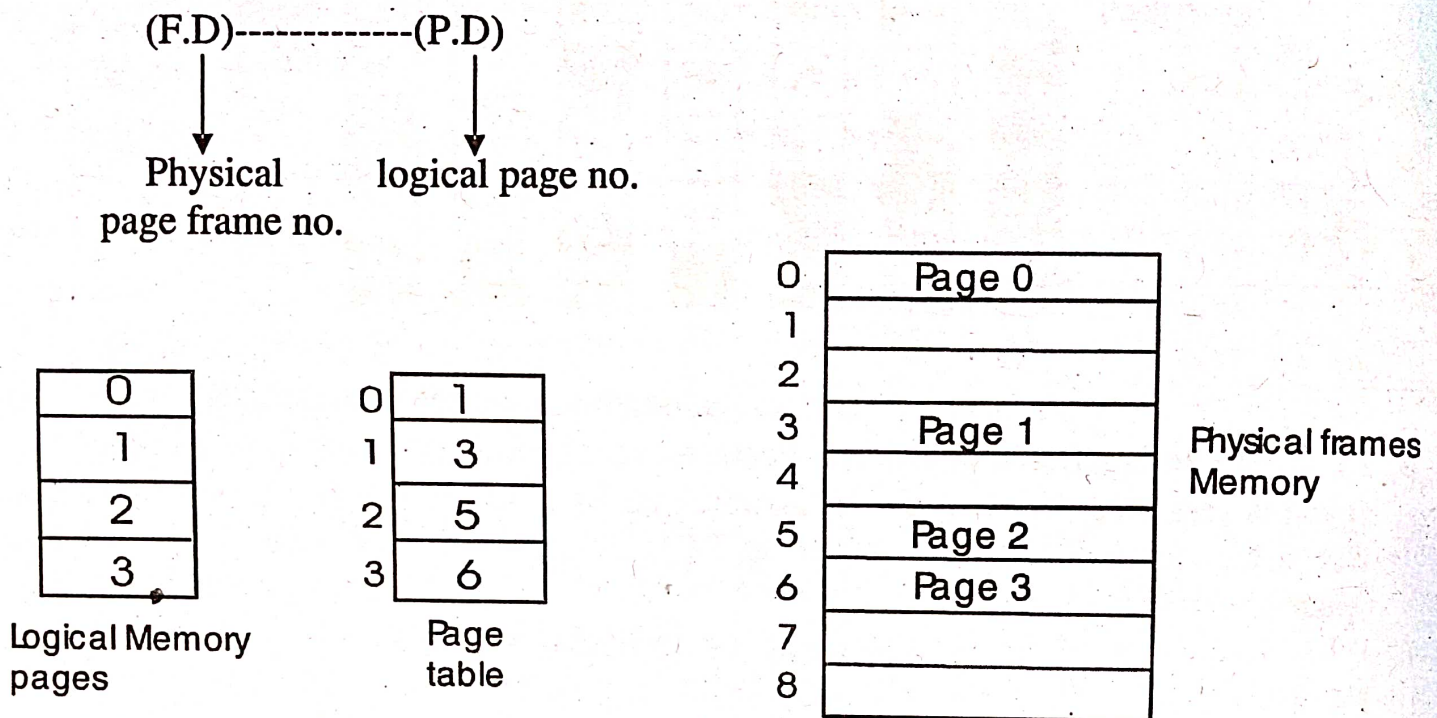 (F.D)-------------(P.D)
Physical page frame no.
logical page no.
0
1
2
3
Logical Memory
pages
0 1
1 3
2 5
3 6
Page
table
0 Page 0
1
2
3 Page 1
4
5 Page 2
6 Page 3
7
8
Physical frames
Memory